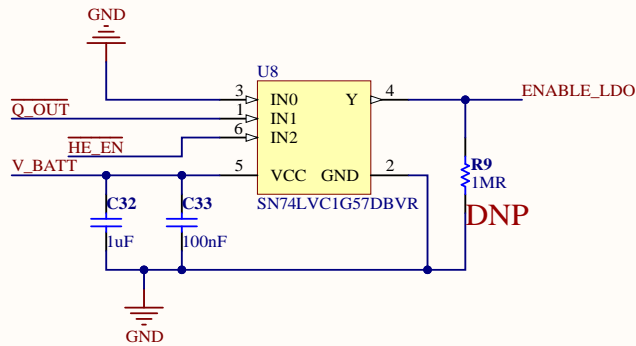 GND
U8
3 IN0 Y 4 ENABLE_LDO
Q_OUT 1 IN1
6 IN2
HE_EN
V_BATT 5 VCC GND 2
R9
1MR
SN74LVC1G57DBVR
DNP
C32 C33
1uF 100nF
GND